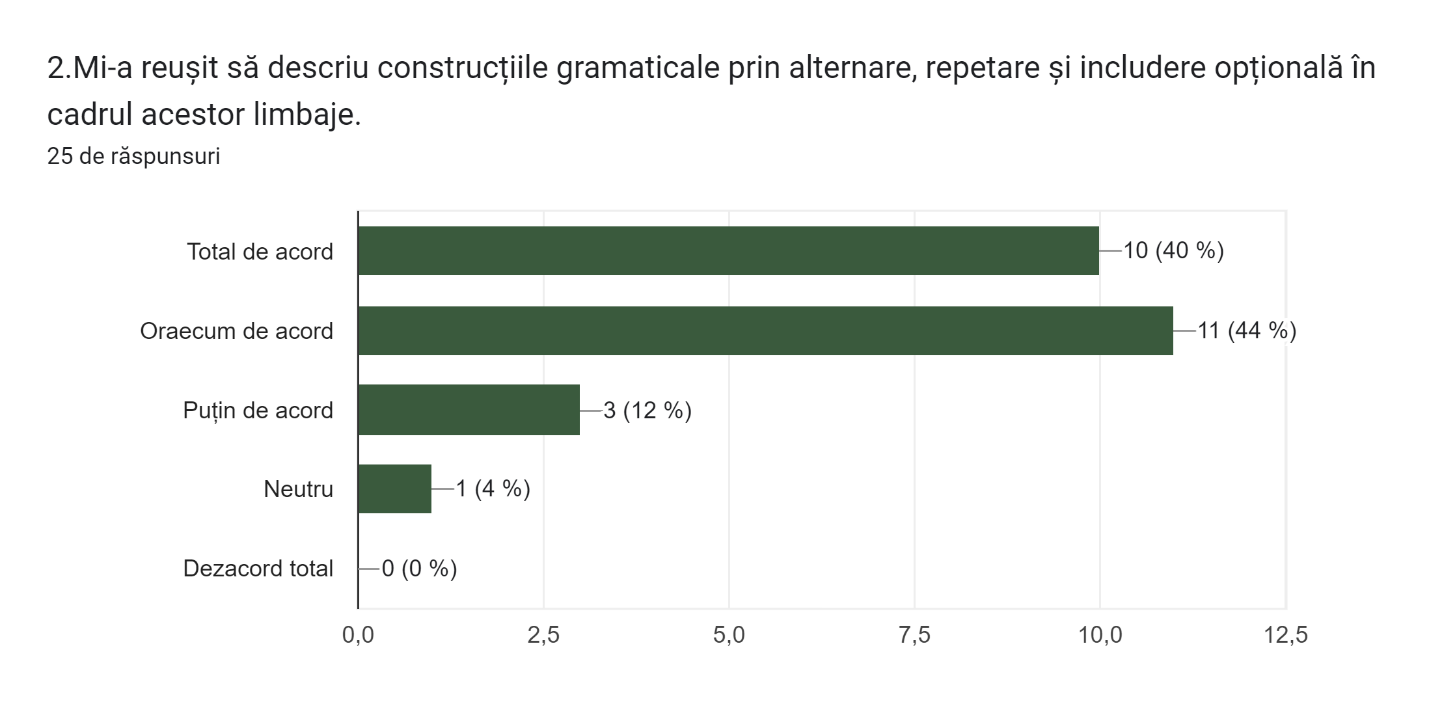 2.Mi-a reușit să descriu construcțiile gramaticale prin alternare, repetare și includere opțională în
cadrul acestor limbaje.
25 de răspunsuri
Total de acord
10 (40 %)
Oraecum de acord
11 (44 %)
Puțin de acord
3 (12 %)
Neutru
1 (4 %)
Dezacord total
0 (0 %)
0,0 2,5 5,0 7,5 10,0 12,5